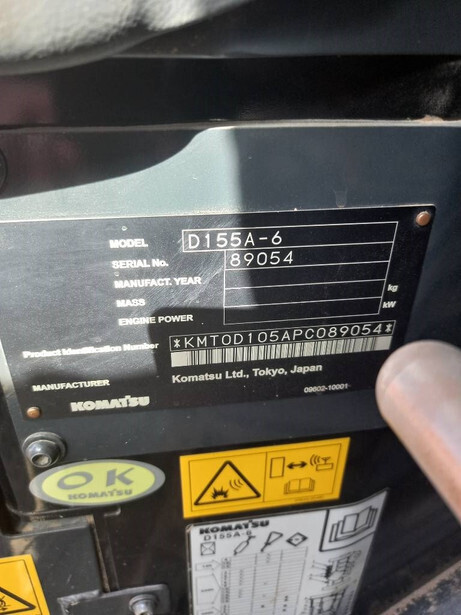 MODEL D155A-6
SERIAL No. 89054
MANUFACT. YEAR
MASS kg
ENGINE POWER kW
Product Identification Number *KMT0D105APC089054*
MANUFACTURER Komatsu Ltd., Tokyo, Japan
KOMATSU 09602-10001
OK
KOMATSU
KOMATSU
D155A-6